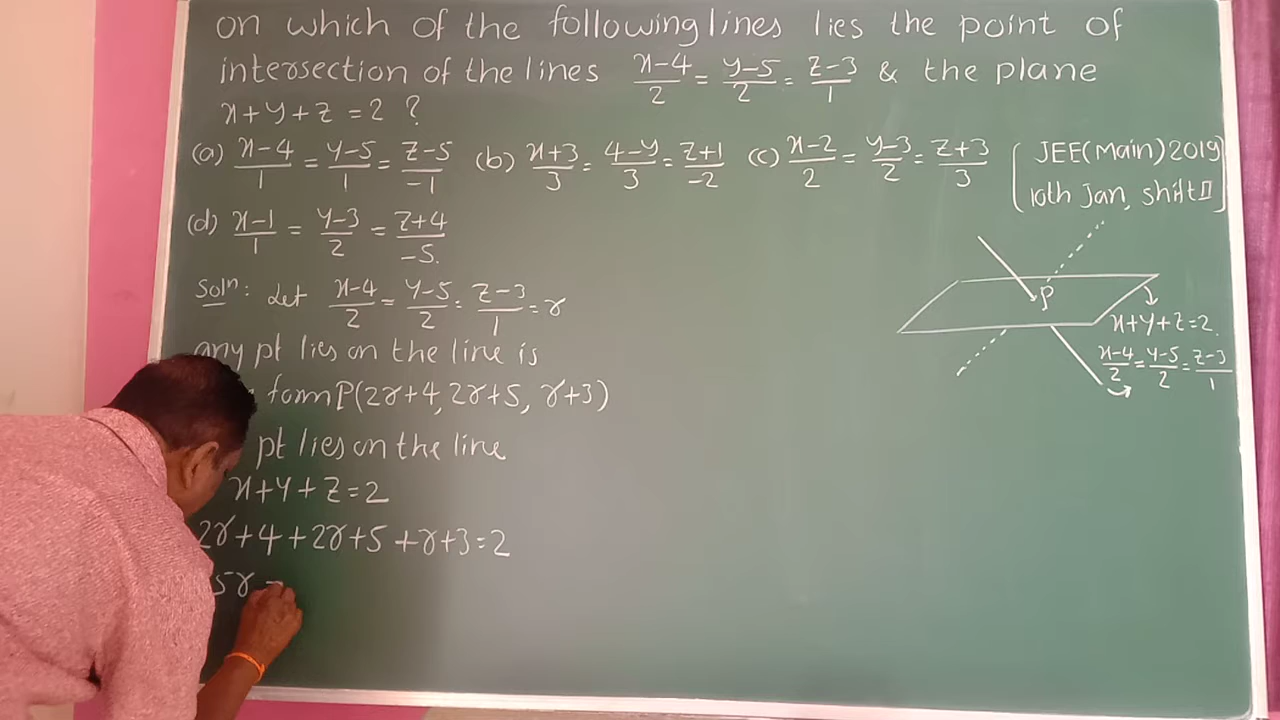 on which of the following lines lies the point of
intersection of the lines x-4/2 = y-5/2 = z-3/1 & the plane
x+y+z=2 ?
(a) x-4/1 = y-5/1 = z-5/-1 (b) x+3/3 = 4-y/3 = z+1/-2 (c) x-2/2 = y-3/2 = z+3/3 [JEE(Main)2019
10th Jan, shift II]
(d) x-1/1 = y-3/2 = z+4/-5.
Solⁿ: Let x-4/2 = y-5/2 = z-3/1 = r
any pt lies on the line is
form P(2r+4, 2r+5, r+3)
pt lies on the line
x+y+z=2
2r+4+2r+5+r+3=2
5r
P
x+y+z=2.
x-4/2 = y-5/2 = z-3/1